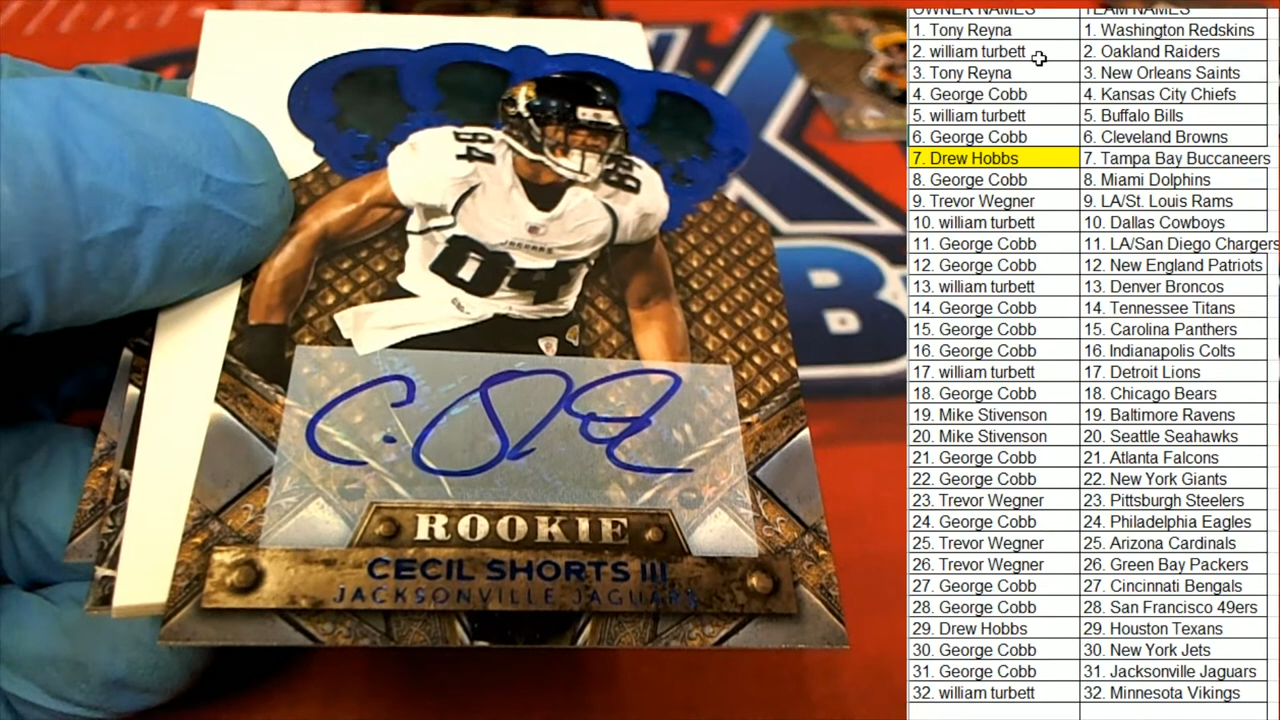 OWNER NAMES TEAM NAMES
1. Tony Reyna 1. Washington Redskins
2. william turbett 2. Oakland Raiders
3. Tony Reyna 3. New Orleans Saints
4. George Cobb 4. Kansas City Chiefs
5. william turbett 5. Buffalo Bills
6. George Cobb 6. Cleveland Browns
7. Drew Hobbs 7. Tampa Bay Buccaneers
8. George Cobb 8. Miami Dolphins
9. Trevor Wegner 9. LA/St. Louis Rams
10. william turbett 10. Dallas Cowboys
11. George Cobb 11. LA/San Diego Chargers
12. George Cobb 12. New England Patriots
13. william turbett 13. Denver Broncos
14. George Cobb 14. Tennessee Titans
15. George Cobb 15. Carolina Panthers
16. George Cobb 16. Indianapolis Colts
17. william turbett 17. Detroit Lions
18. George Cobb 18. Chicago Bears
19. Mike Stivenson 19. Baltimore Ravens
20. Mike Stivenson 20. Seattle Seahawks
21. George Cobb 21. Atlanta Falcons
22. George Cobb 22. New York Giants
23. Trevor Wegner 23. Pittsburgh Steelers
24. George Cobb 24. Philadelphia Eagles
25. Trevor Wegner 25. Arizona Cardinals
26. Trevor Wegner 26. Green Bay Packers
27. George Cobb 27. Cincinnati Bengals
28. George Cobb 28. San Francisco 49ers
29. Drew Hobbs 29. Houston Texans
30. George Cobb 30. New York Jets
31. George Cobb 31. Jacksonville Jaguars
32. william turbett 32. Minnesota Vikings
84
JAGUARS
84
ROOKIE
CECIL SHORTS III
JACKSONVILLE JAGUARS